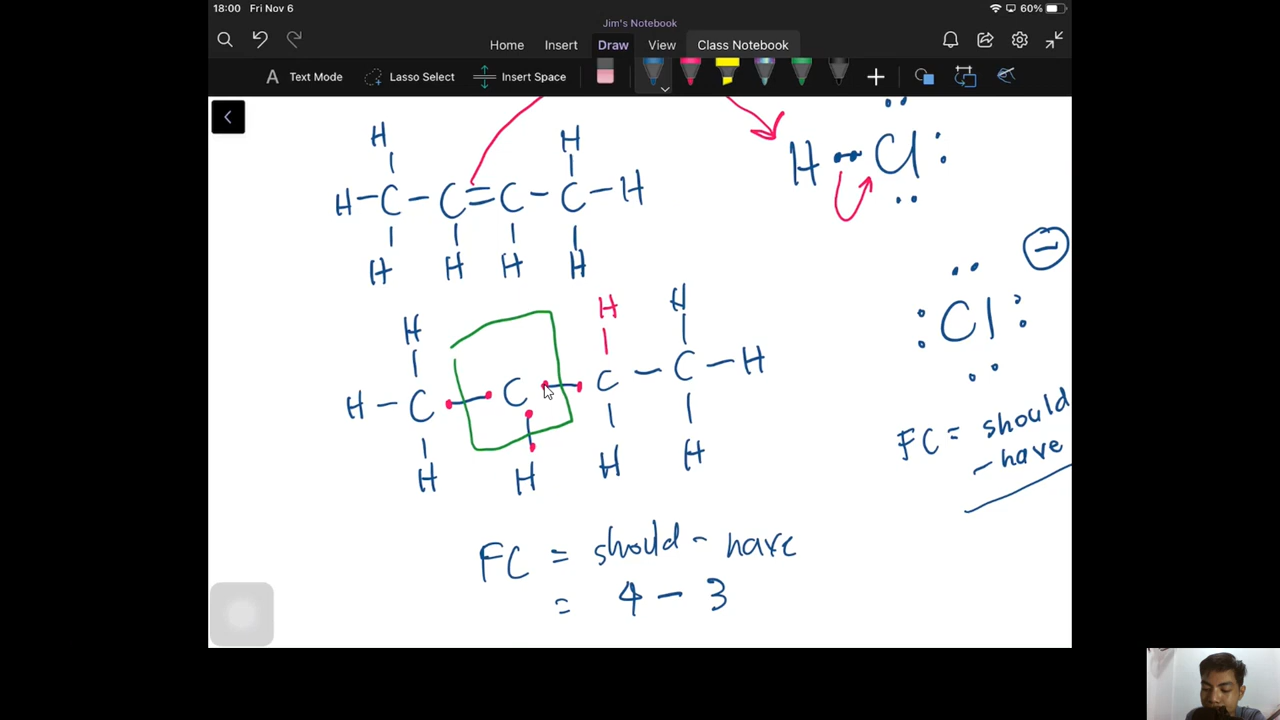 18:00 Fri Nov 6
60%
Jim's Notebook
Home Insert Draw View Class Notebook
A Text Mode Lasso Select Insert Space
H H
H-C-C=C-C-H
H H H H
H-Cl
Cl
−
H H H
H-C-C-C-C-H
H H H H
FC = should
- have
FC = should - have
= 4 - 3